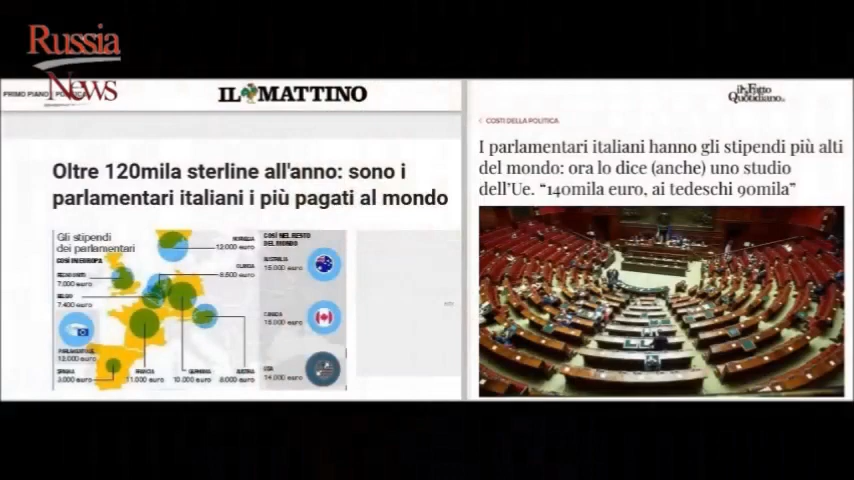 Russia
News
PRIMO PIANO
IL MATTINO
Oltre 120mila sterline all'anno: sono i
parlamentari italiani i più pagati al mondo
Gli stipendi
dei parlamentari
COSÌ IN EUROPA
12.000 euro
8.500 euro
7.000 euro
BELGIO
7.400 euro
12.000 euro
SPAGNA
3.000 euro
FRANCIA
11.000 euro
GERMANIA
10.000 euro
AUSTRIA
8.000 euro
COSÌ NEL RESTO
DEL MONDO
AUSTRALIA
15.000 euro
CANADA
USA
14.000 euro
il Fatto
Quotidiano.it
< COSTI DELLA POLITICA
I parlamentari italiani hanno gli stipendi più alti
del mondo: ora lo dice (anche) uno studio
dell'Ue. “140mila euro, ai tedeschi 90mila”